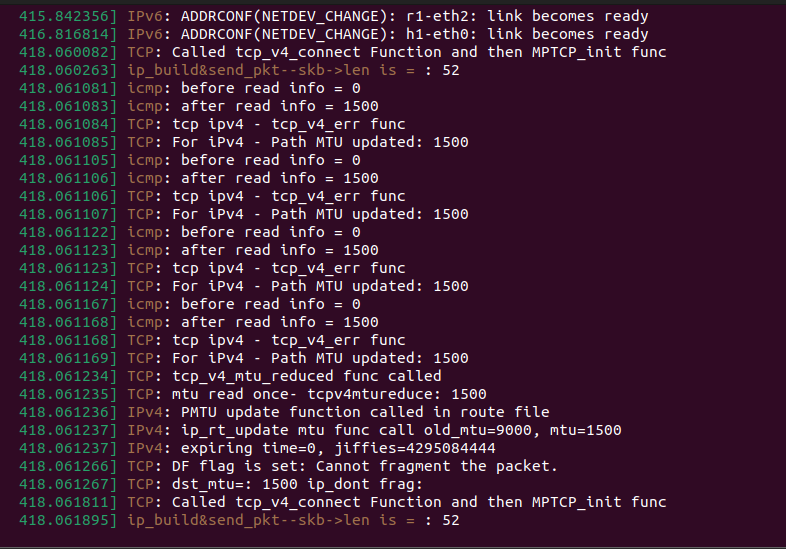 415.842356] IPv6: ADDRCONF(NETDEV_CHANGE): r1-eth2: link becomes ready
416.816814] IPv6: ADDRCONF(NETDEV_CHANGE): h1-eth0: link becomes ready
418.060082] TCP: Called tcp_v4_connect Function and then MPTCP_init func
418.060263] ip_build&send_pkt--skb->len is = : 52
418.061081] icmp: before read info = 0
418.061083] icmp: after read info = 1500
418.061084] TCP: tcp ipv4 - tcp_v4_err func
418.061085] TCP: For iPv4 - Path MTU updated: 1500
418.061105] icmp: before read info = 0
418.061106] icmp: after read info = 1500
418.061106] TCP: tcp ipv4 - tcp_v4_err func
418.061107] TCP: For iPv4 - Path MTU updated: 1500
418.061122] icmp: before read info = 0
418.061123] icmp: after read info = 1500
418.061123] TCP: tcp ipv4 - tcp_v4_err func
418.061124] TCP: For iPv4 - Path MTU updated: 1500
418.061167] icmp: before read info = 0
418.061168] icmp: after read info = 1500
418.061168] TCP: tcp ipv4 - tcp_v4_err func
418.061169] TCP: For iPv4 - Path MTU updated: 1500
418.061234] TCP: tcp_v4_mtu_reduced func called
418.061235] TCP: mtu read once- tcpv4mtureduce: 1500
418.061236] IPv4: PMTU update function called in route file
418.061237] IPv4: ip_rt_update mtu func call old_mtu=9000, mtu=1500
418.061237] IPv4: expiring time=0, jiffies=4295084444
418.061266] TCP: DF flag is set: Cannot fragment the packet.
418.061267] TCP: dst_mtu=: 1500 ip_dont frag:
418.061811] TCP: Called tcp_v4_connect Function and then MPTCP_init func
418.061895] ip_build&send_pkt--skb->len is = : 52